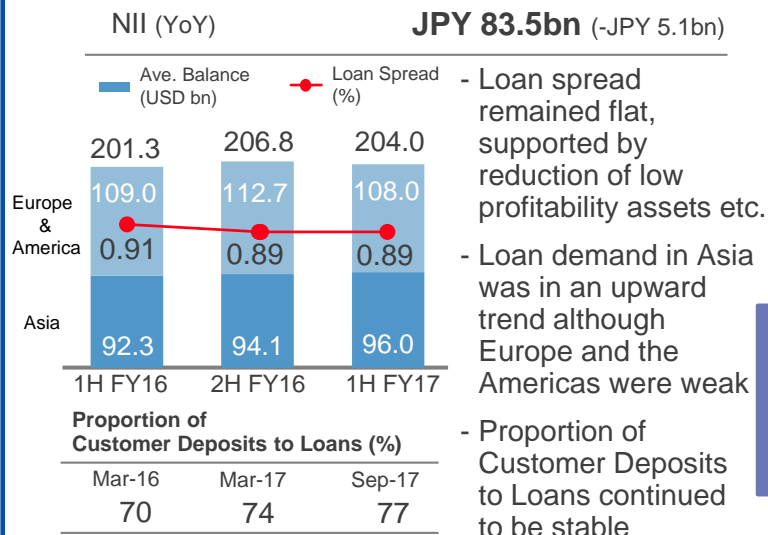 NII (YoY) JPY 83.5bn (-JPY 5.1bn)
Ave. Balance
(USD bn)
Loan Spread
(%)
201.3 206.8 204.0
109.0 112.7 108.0
Europe
&
America
0.91 0.89 0.89
Asia
92.3 94.1 96.0
1H FY16 2H FY16 1H FY17
Proportion of
Customer Deposits to Loans (%)
Mar-16 Mar-17 Sep-17
70 74 77
- Loan spread
remained flat,
supported by
reduction of low
profitability assets etc.
- Loan demand in Asia
was in an upward
trend although
Europe and the
Americas were weak
- Proportion of
Customer Deposits
to Loans continued
to be stable